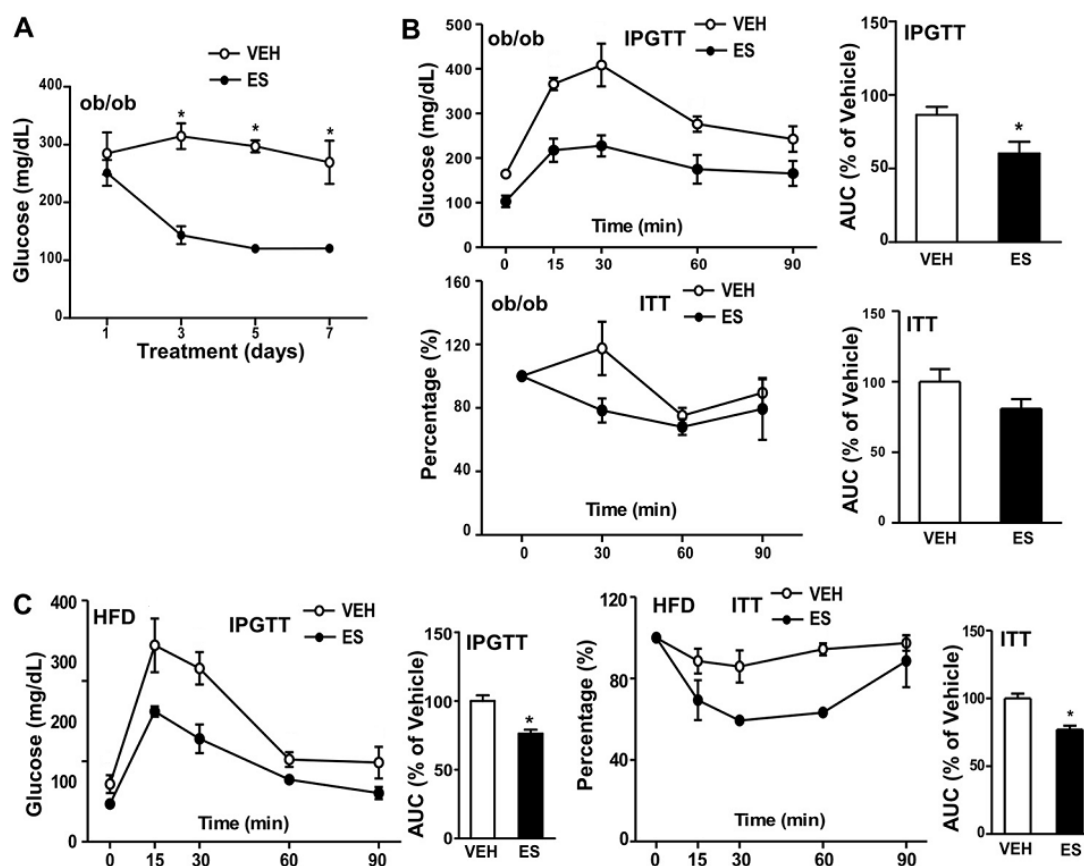 A
VEH
ES
ob/ob
Glucose (mg/dL)
400
300
200
100
0
1 3 5 7
* * *
Treatment (days)
B
ob/ob IPGTT
VEH
ES
Glucose (mg/dL)
500
400
300
200
100
0
Time (min)
0 15 30 60 90
IPGTT
AUC (% of Vehicle)
150
100
50
0
*
VEH ES
ob/ob ITT
VEH
ES
Percentage (%)
160
120
80
40
0
Time (min)
0 30 60 90
ITT
AUC (% of Vehicle)
150
100
50
0
VEH ES
C
HFD IPGTT
VEH
ES
Glucose (mg/dL)
400
300
200
100
0
Time (min)
0 15 30 60 90
IPGTT
AUC (% of Vehicle)
150
100
50
0
*
VEH ES
HFD ITT
VEH
ES
Percentage (%)
120
80
40
0
Time (min)
0 15 30 60 90
ITT
AUC (% of Vehicle)
150
100
50
0
*
VEH ES